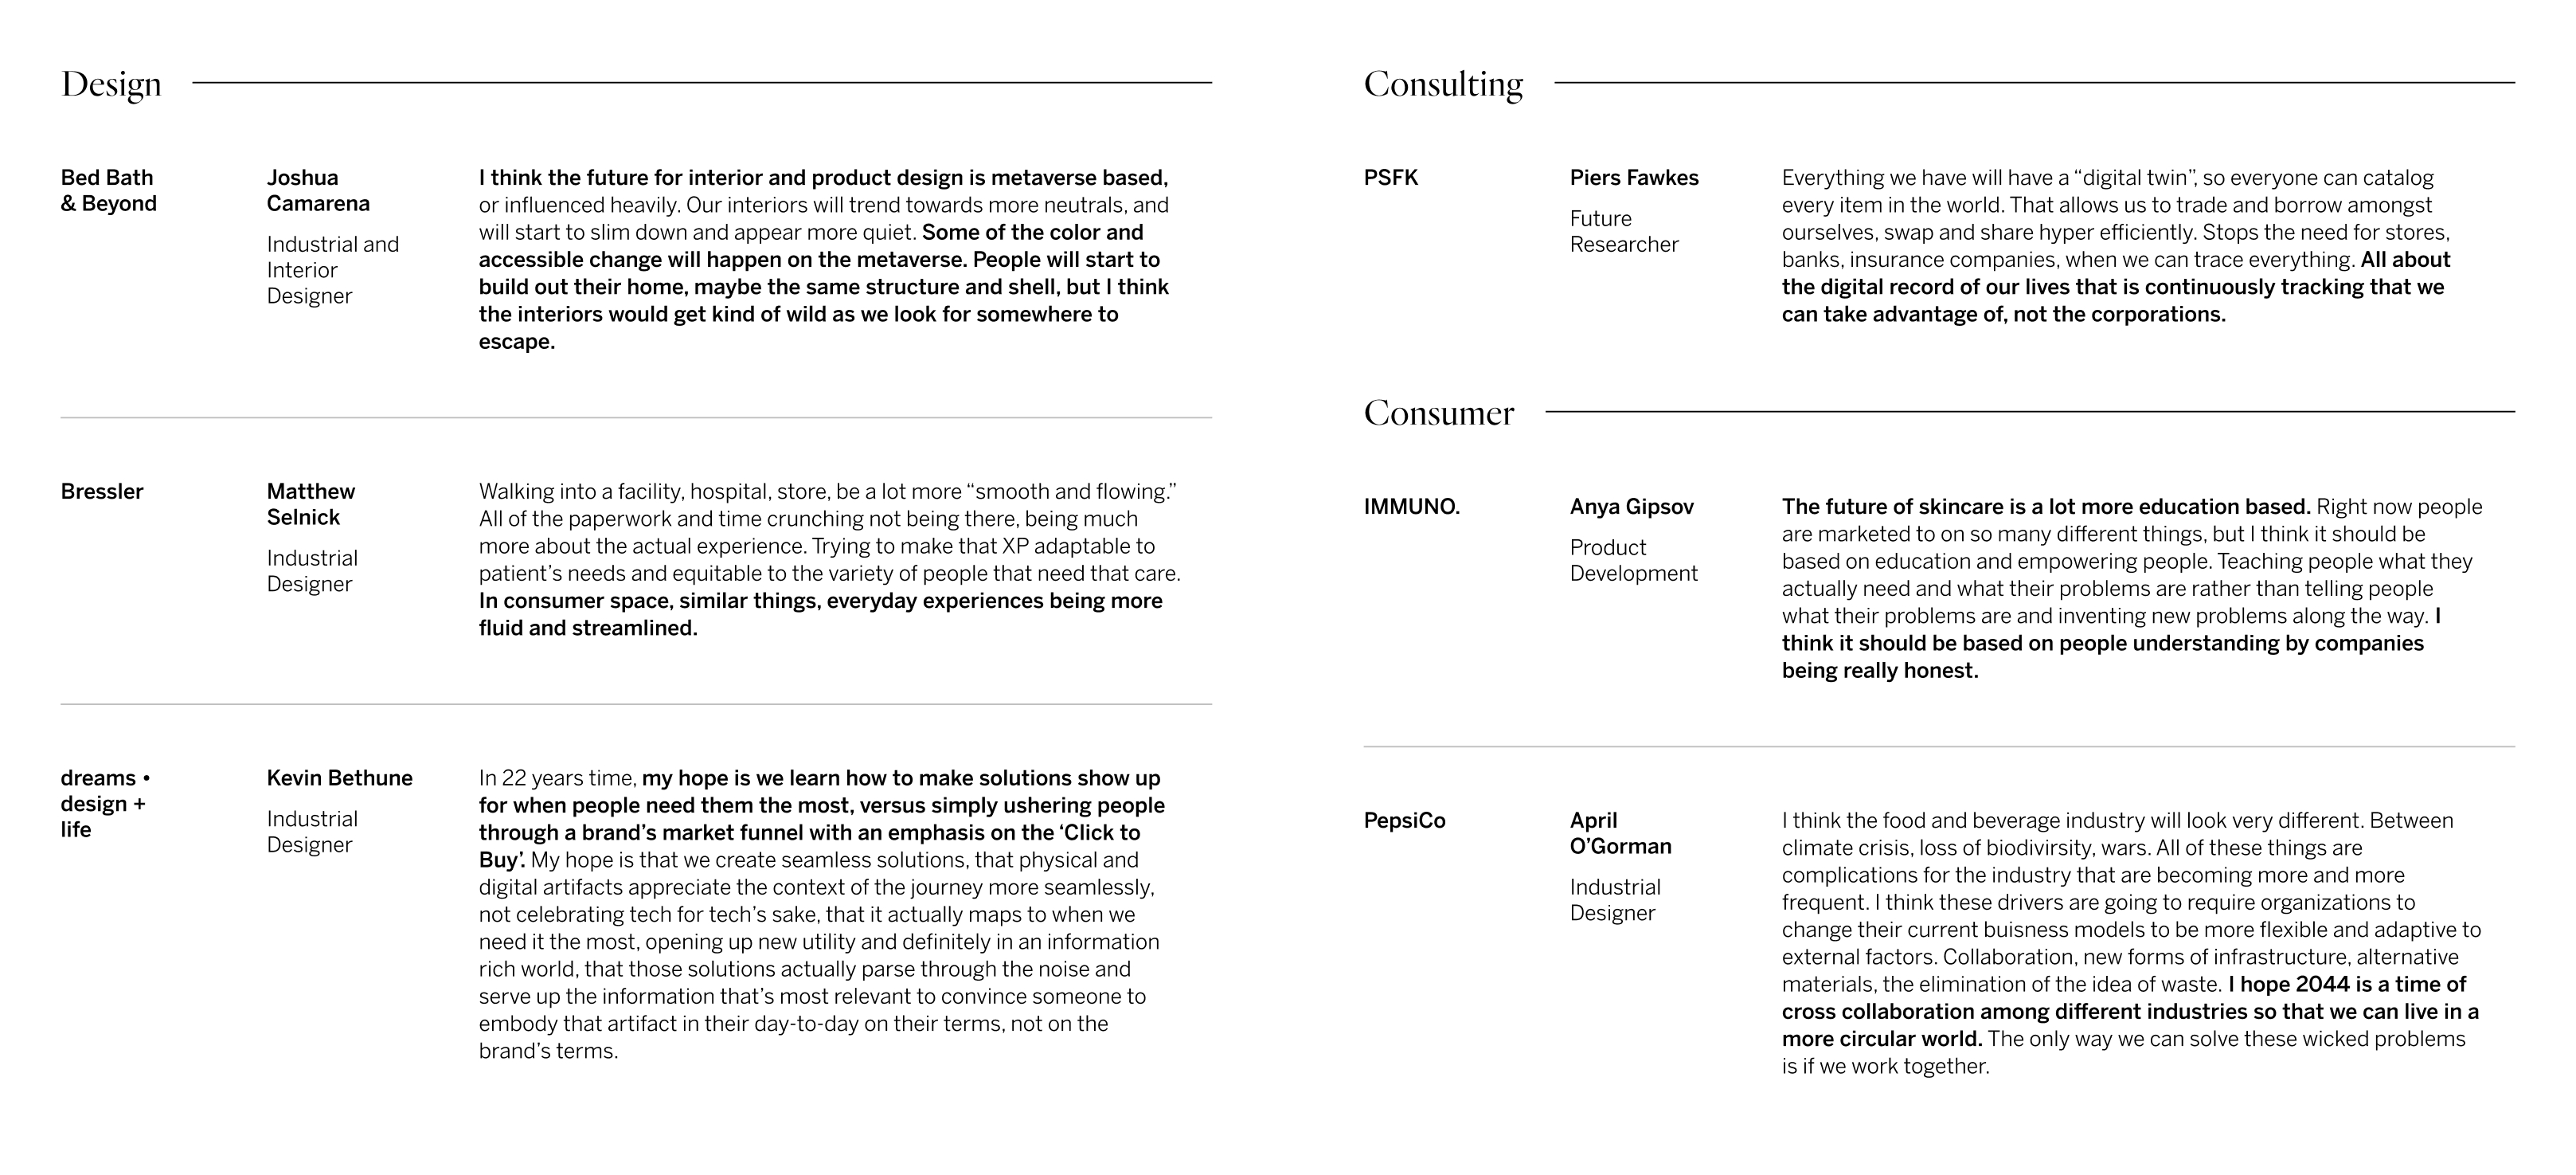 Design
Bed Bath
& Beyond
Joshua
Camarena
Industrial and
Interior
Designer
I think the future for interior and product design is metaverse based,
or influenced heavily. Our interiors will trend towards more neutrals, and
will start to slim down and appear more quiet. Some of the color and
accessible change will happen on the metaverse. People will start to
build out their home, maybe the same structure and shell, but I think
the interiors would get kind of wild as we look for somewhere to
escape.
Bressler
Matthew
Selnick
Industrial
Designer
Walking into a facility, hospital, store, be a lot more “smooth and flowing.”
All of the paperwork and time crunching not being there, being much
more about the actual experience. Trying to make that XP adaptable to
patient’s needs and equitable to the variety of people that need that care.
In consumer space, similar things, everyday experiences being more
fluid and streamlined.
dreams •
design +
life
Kevin Bethune
Industrial
Designer
In 22 years time, my hope is we learn how to make solutions show up
for when people need them the most, versus simply ushering people
through a brand’s market funnel with an emphasis on the ‘Click to
Buy’. My hope is that we create seamless solutions, that physical and
digital artifacts appreciate the context of the journey more seamlessly,
not celebrating tech for tech’s sake, that it actually maps to when we
need it the most, opening up new utility and definitely in an information
rich world, that those solutions actually parse through the noise and
serve up the information that’s most relevant to convince someone to
embody that artifact in their day-to-day on their terms, not on the
brand’s terms.
Consulting
PSFK
Piers Fawkes
Future
Researcher
Everything we have will have a “digital twin”, so everyone can catalog
every item in the world. That allows us to trade and borrow amongst
ourselves, swap and share hyper efficiently. Stops the need for stores,
banks, insurance companies, when we can trace everything. All about
the digital record of our lives that is continuously tracking that we
can take advantage of, not the corporations.
Consumer
IMMUNO.
Anya Gipsov
Product
Development
The future of skincare is a lot more education based. Right now people
are marketed to on so many different things, but I think it should be
based on education and empowering people. Teaching people what they
actually need and what their problems are rather than telling people
what their problems are and inventing new problems along the way. I
think it should be based on people understanding by companies
being really honest.
PepsiCo
April
O’Gorman
Industrial
Designer
I think the food and beverage industry will look very different. Between
climate crisis, loss of biodivirsity, wars. All of these things are
complications for the industry that are becoming more and more
frequent. I think these drivers are going to require organizations to
change their current buisness models to be more flexible and adaptive to
external factors. Collaboration, new forms of infrastructure, alternative
materials, the elimination of the idea of waste. I hope 2044 is a time of
cross collaboration among different industries so that we can live in a
more circular world. The only way we can solve these wicked problems
is if we work together.